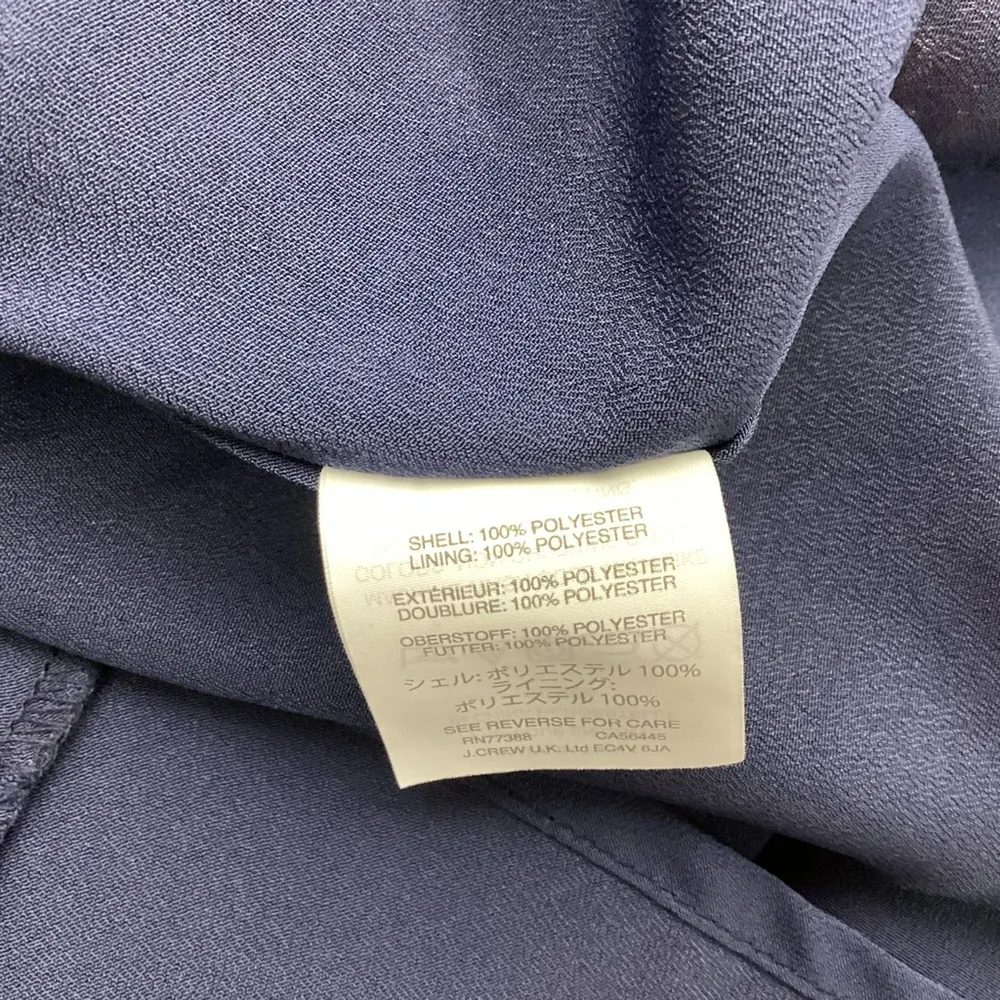 SHELL: 100% POLYESTER
LINING: 100% POLYESTER
EXTÉRIEUR: 100% POLYESTER
DOUBLURE: 100% POLYESTER
OBERSTOFF: 100% POLYESTER
FUTTER: 100% POLYESTER
シェル: ポリエステル 100%
ライニング:
ポリエステル 100%
SEE REVERSE FOR CARE
RN77388 CA56445
J.CREW U.K. Ltd EC4V 6JA